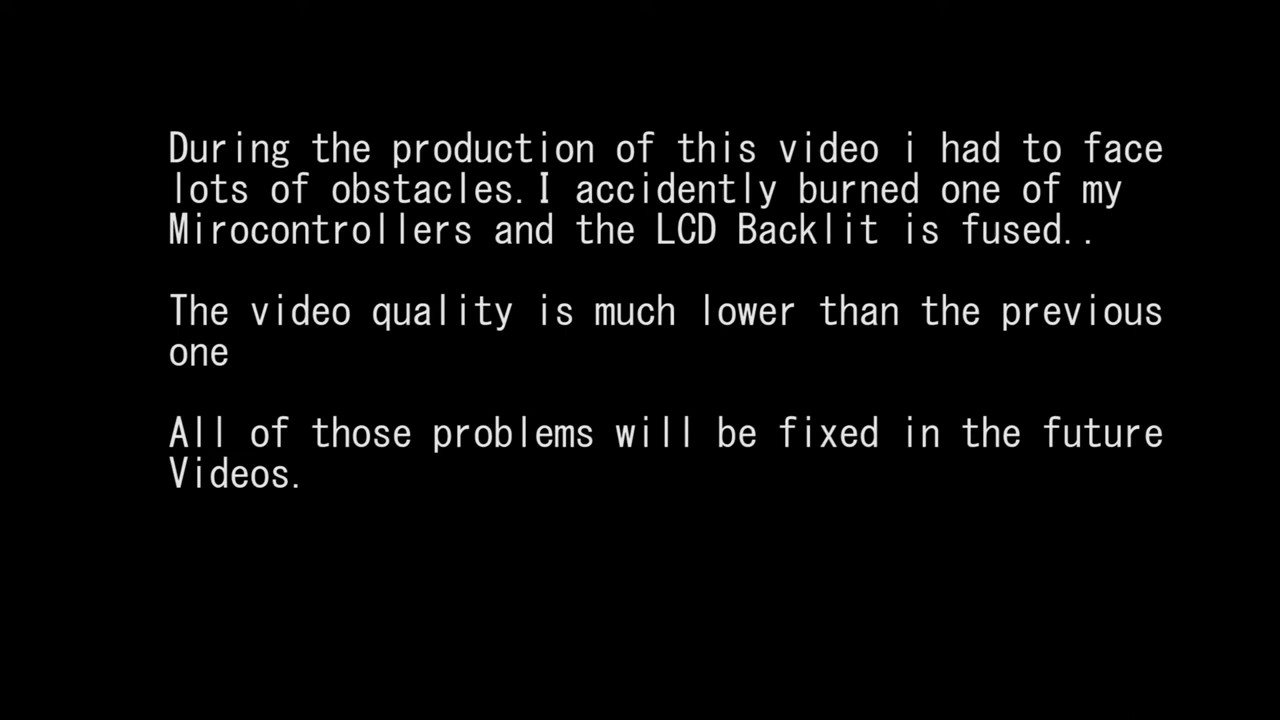 During the production of this video i had to face
lots of obstacles.I accidently burned one of my
Mirocontrollers and the LCD Backlit is fused..
The video quality is much lower than the previous
one
All of those problems will be fixed in the future
Videos.